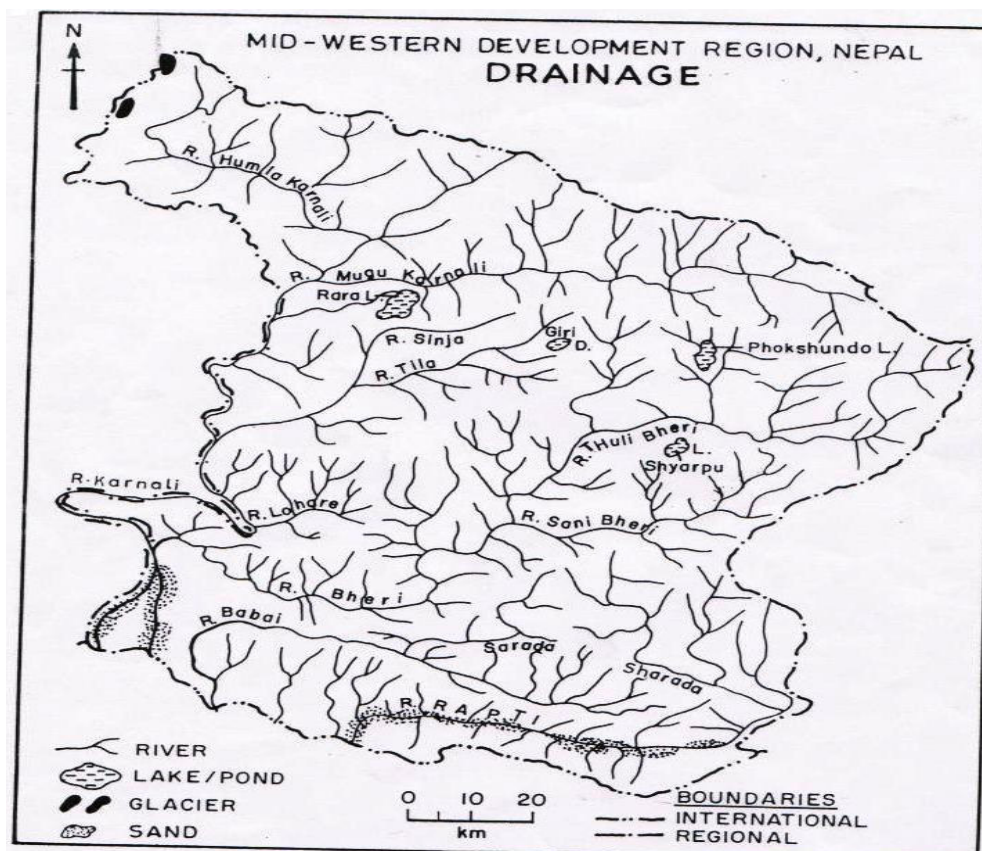 N
MID-WESTERN DEVELOPMENT REGION, NEPAL
DRAINAGE
R. Humla Karnali
R. Mugu Karnali
Rara L.
R. Sinja
Giri
D.
Phokshundo L.
R. Tila
R. THuli Bheri
L.
Shyarpu
R. Karnali
R. Lohare
R. Sani Bheri
R. Bheri
R. Babai
Sarada
Sharada
R. RAPTI
RIVER
LAKE/POND
GLACIER
SAND
0 10 20
km
BOUNDARIES
INTERNATIONAL
REGIONAL